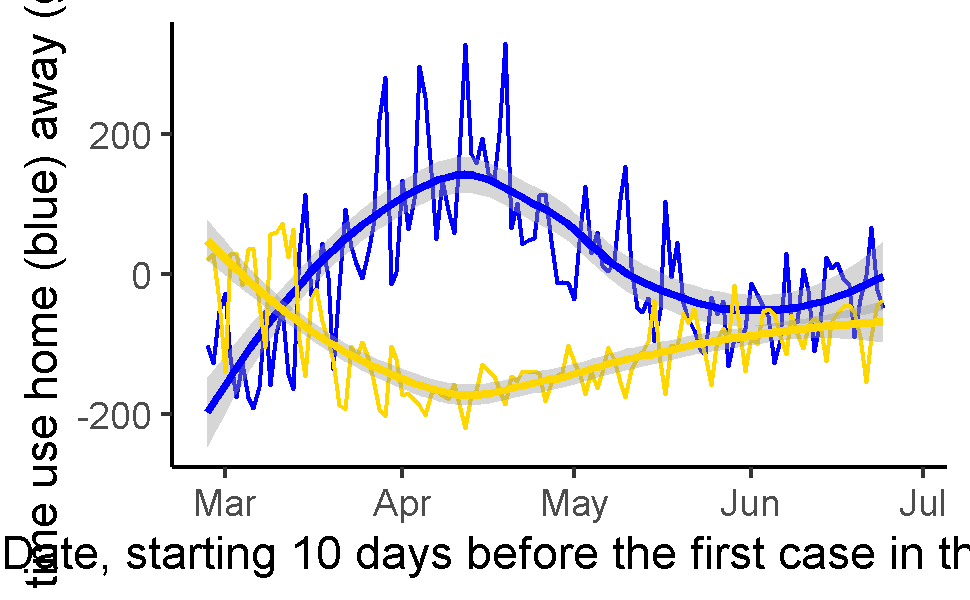 time use home (blue) away (
200
0
-200
Mar Apr May Jun Jul
Date, starting 10 days before the first case in th